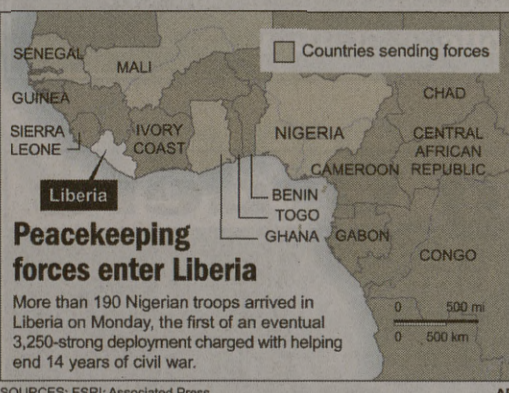 Countries sending forces
SENEGAL
MALI
CHAD
GUINEA
SIERRA
LEONE
IVORY
COAST
NIGERIA
CENTRAL
AFRICAN
REPUBLIC
CAMEROON
Liberia
BENIN
TOGO
GHANA
GABON
CONGO
Peacekeeping
forces enter Liberia
More than 190 Nigerian troops arrived in
Liberia on Monday, the first of an eventual
3,250-strong deployment charged with helping
end 14 years of civil war.
0 500 mi
0 500 km
SOURCES: ESRI; Associated Press